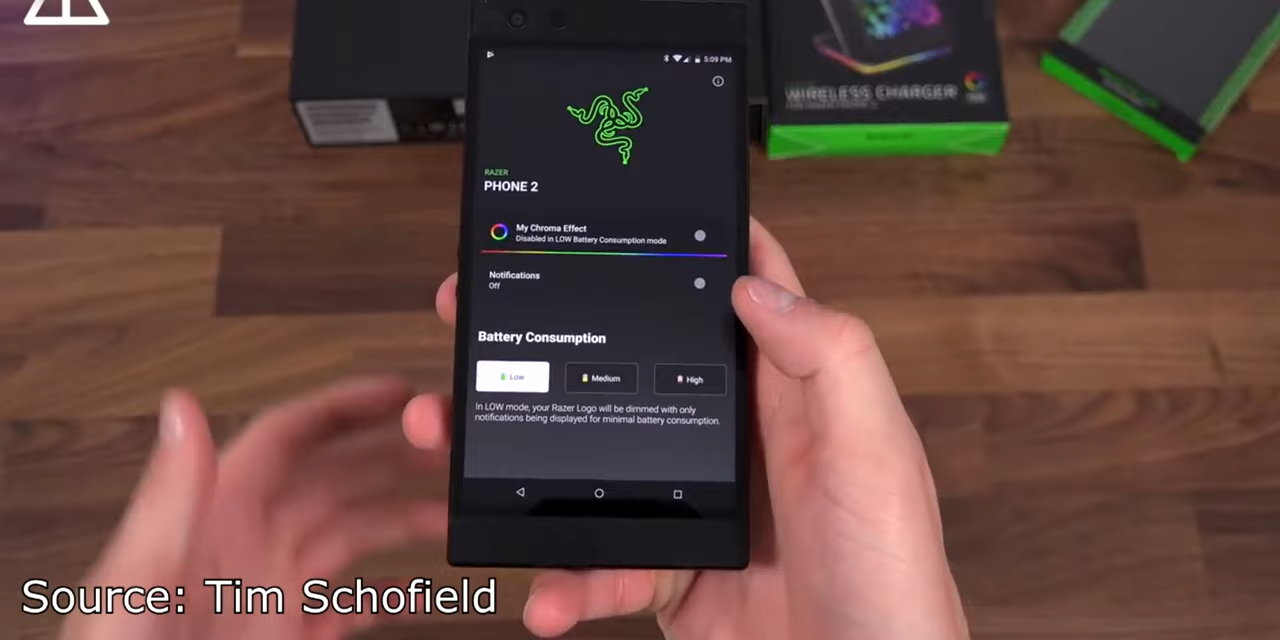 WIRELESS CHARGER
5:09 PM
RAZER
PHONE 2
My Chroma Effect
Disabled in LOW Battery Consumption mode
Notifications
Off
Battery Consumption
Low
Medium
High
In LOW mode, your Razer Logo will be dimmed with only
notifications being displayed for minimal battery consumption.
Source: Tim Schofield